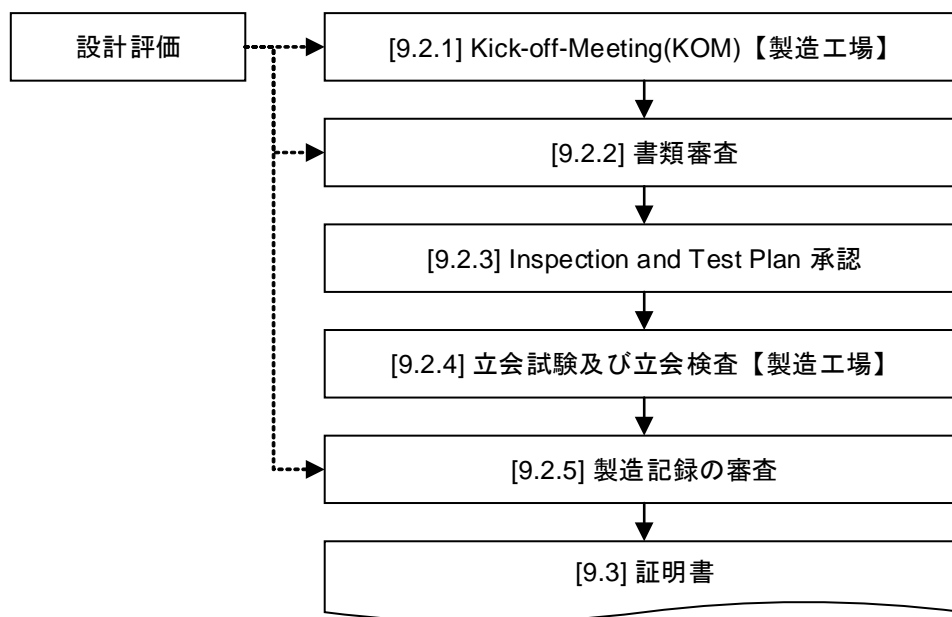 設計評価
[9.2.1] Kick-off-Meeting(KOM)【製造工場】
[9.2.2] 書類審査
[9.2.3] Inspection and Test Plan 承認
[9.2.4] 立会試験及び立会検査【製造工場】
[9.2.5] 製造記録の審査
[9.3] 証明書